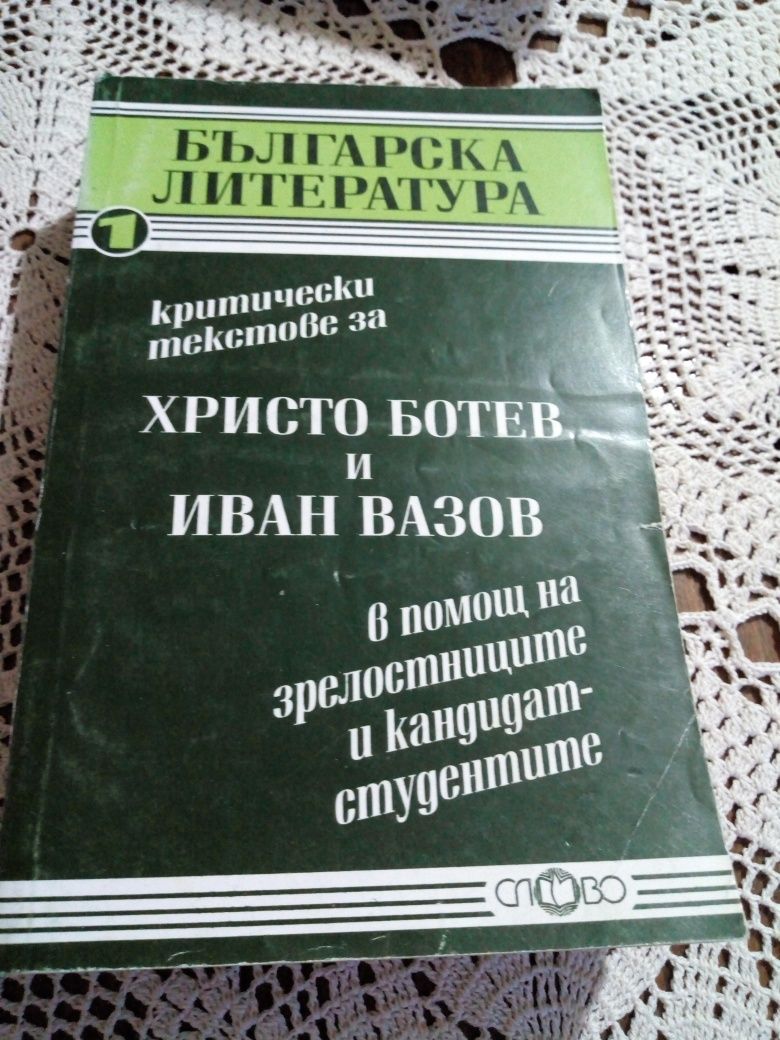 БЪЛГАРСКА
ЛИТЕРАТУРА
1
критически
текстове за
ХРИСТО БОТЕВ
и
ИВАН ВАЗОВ
в помощ на
зрелостниците
и кандидат-
студентите
СЛОВО